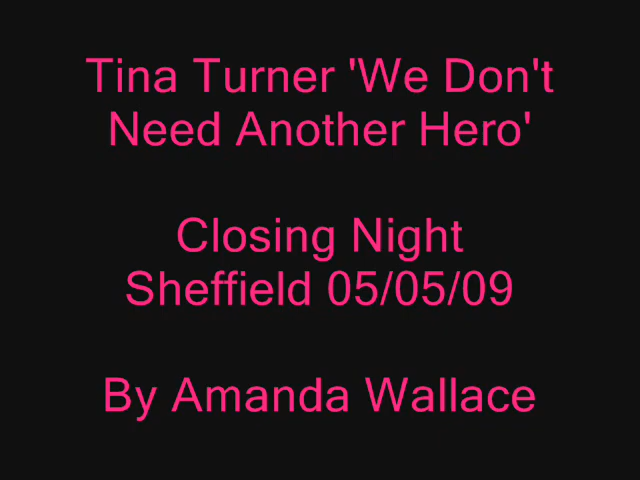 Tina Turner 'We Don't
Need Another Hero'
Closing Night
Sheffield 05/05/09
By Amanda Wallace